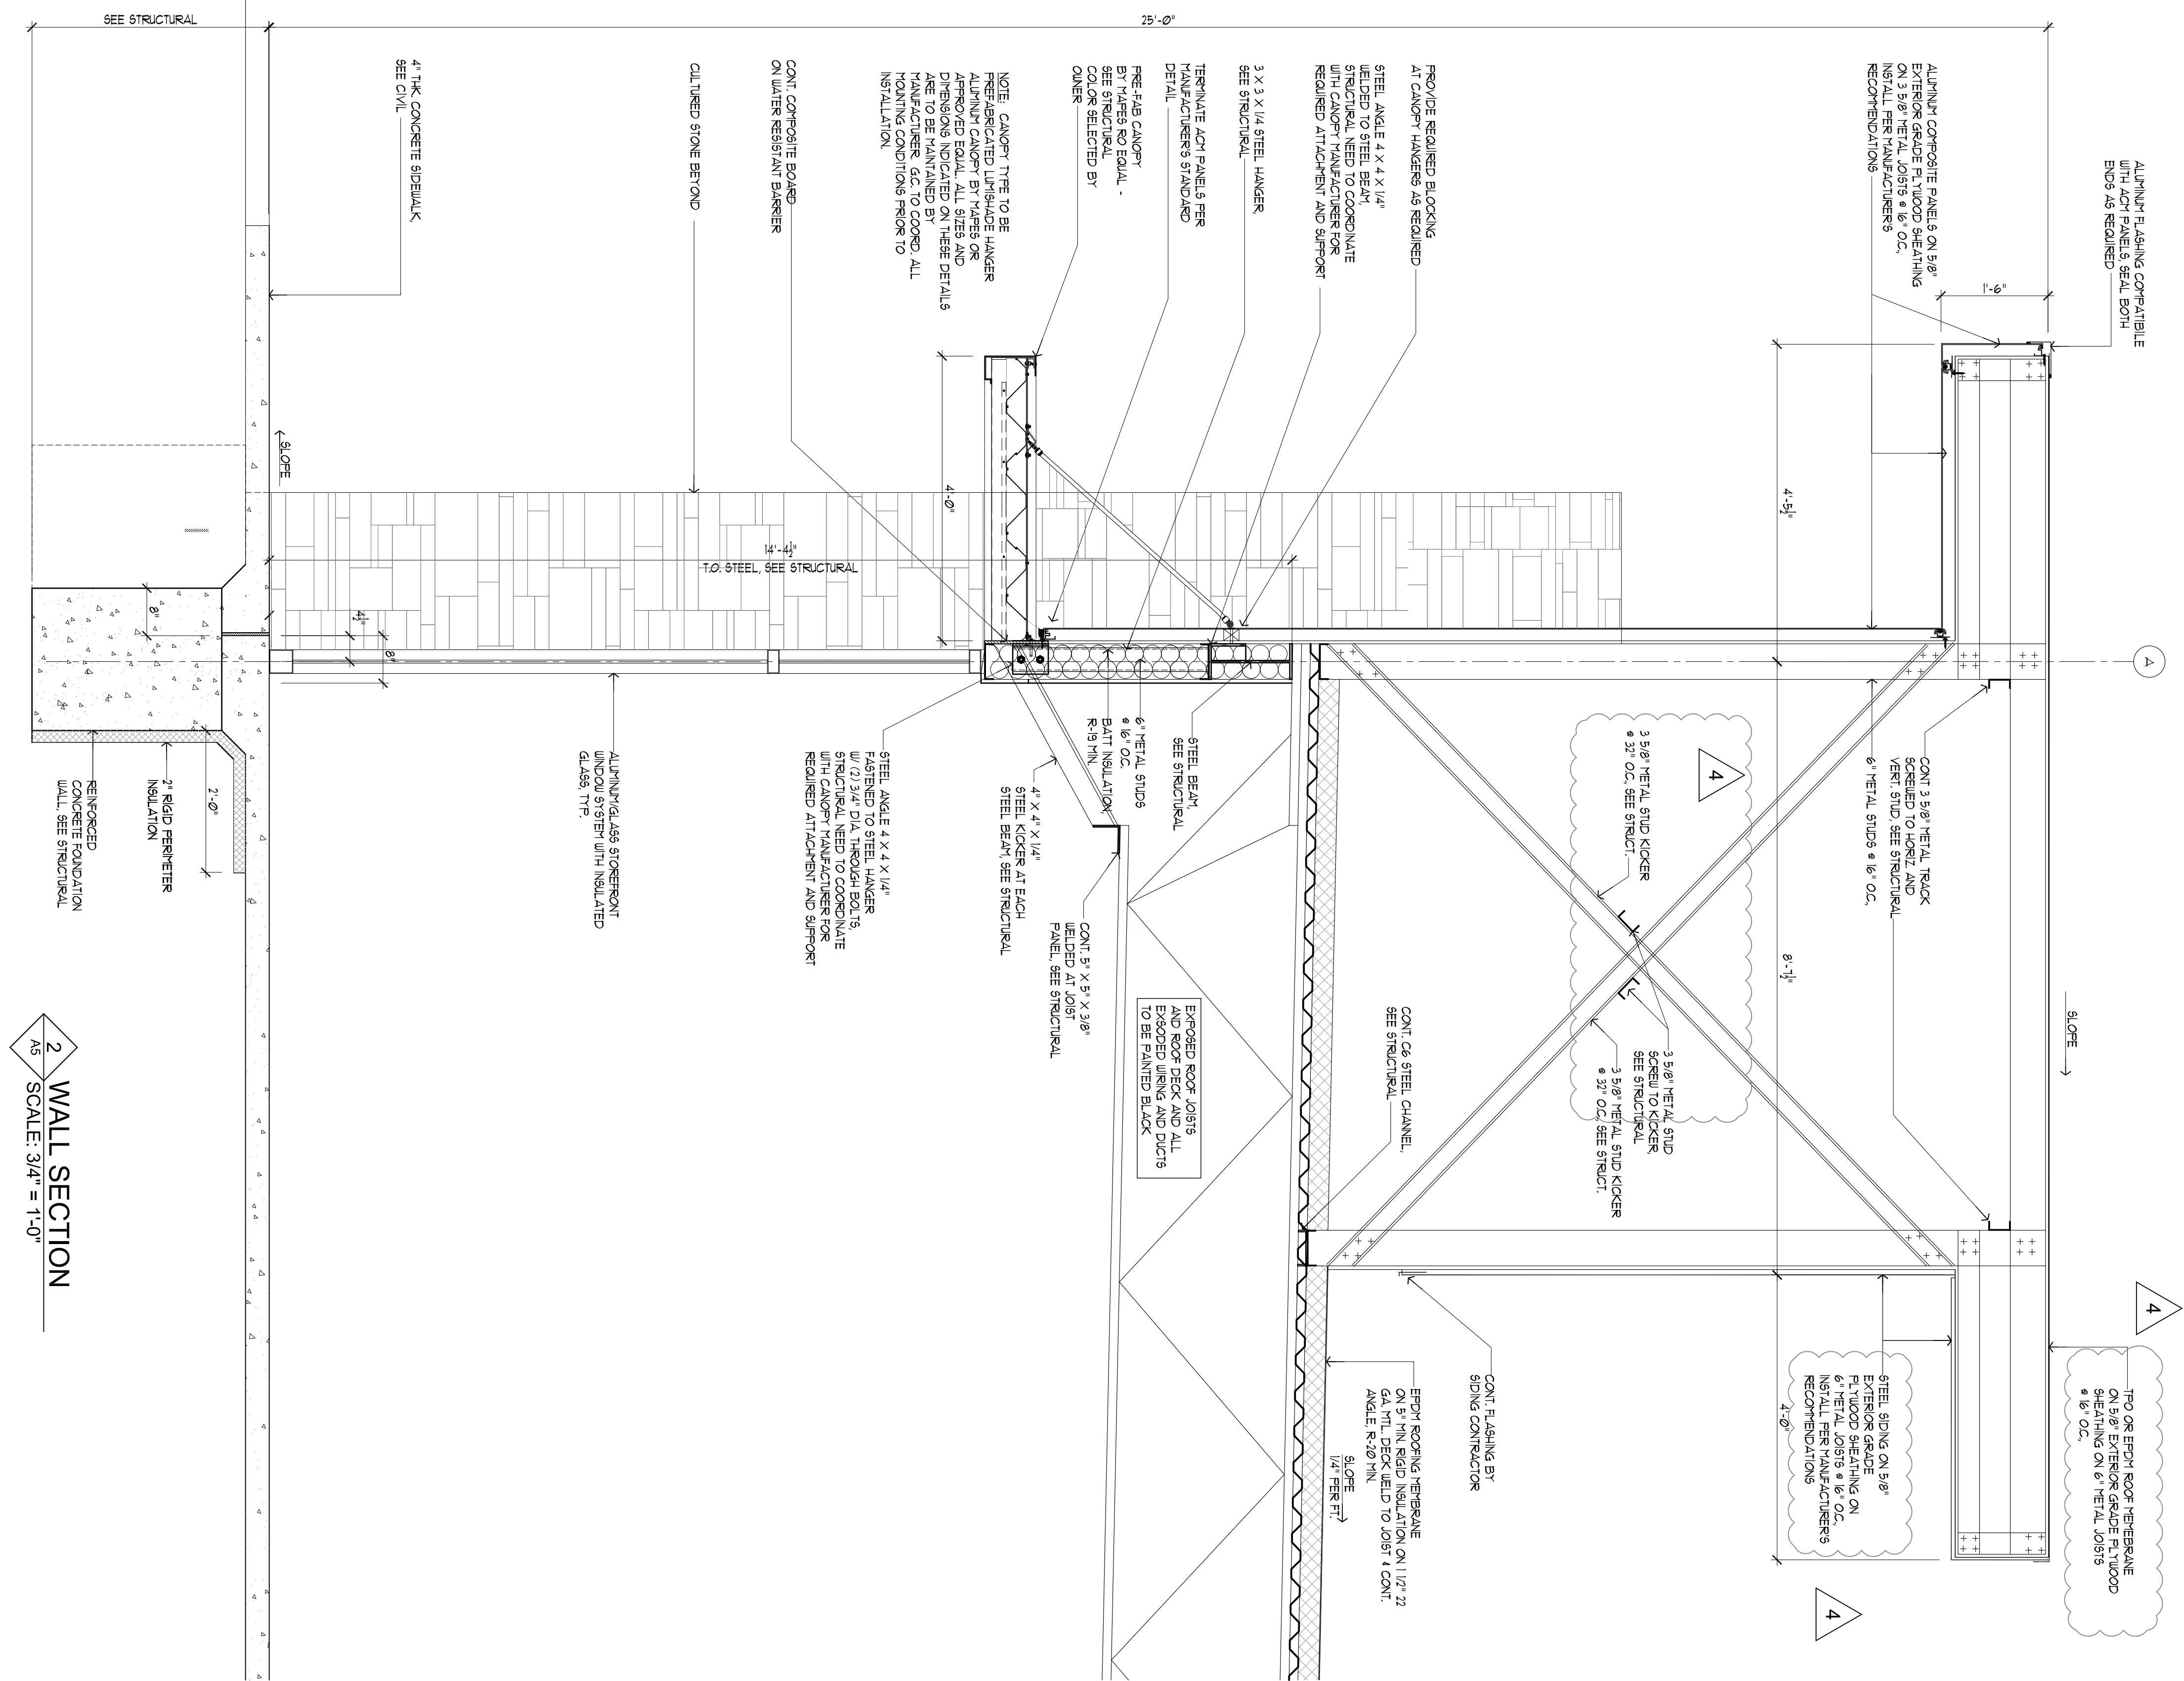 ALUMINUM FLASHING COMPATIBILE
WITH ACM PANELS, SEAL BOTH
ENDS AS REQUIRED
ALUMINUM COMPOSITE PANELS ON 5/8"
EXTERIOR GRADE PLYWOOD SHEATHING
ON 3 5/8" METAL JOISTS @ 16" O.C.,
INSTALL PER MANUFACTURER'S
RECOMMENDATIONS
PROVIDE REQUIRED BLOCKING
AT CANOPY HANGERS AS REQUIRED
STEEL ANGLE 4 X 4 X 1/4"
WELDED TO STEEL BEAM,
STRUCTURAL NEED TO COORDINATE
WITH CANOPY MANUFACTURER FOR
REQUIRED ATTACHMENT AND SUPPORT
3 X 3 X 1/4 STEEL HANGER,
SEE STRUCTURAL
TERMINATE ACM PANELS PER
MANUFACTURER'S STANDARD
DETAIL
PRE-FAB CANOPY
BY MAPES RO EQUAL -
SEE STRUCTURAL
COLOR SELECTED BY
OWNER
NOTE: CANOPY TYPE TO BE
PREFABRICATED LUMISHADE HANGER
ALUMINUM CANOPY BY MAPES OR
APPROVED EQUAL. ALL SIZES AND
DIMENSIONS INDICATED ON THESE DETAILS
ARE TO BE MAINTAINED BY
MANUFACTURER. G.C. TO COORD. ALL
MOUNTING CONDITIONS PRIOR TO
INSTALLATION.
CONT. COMPOSITE BOARD
ON WATER RESISTANT BARRIER
CULTURED STONE BEYOND
4" THK. CONCRETE SIDEWALK,
SEE CIVIL
25'-0"
SEE STRUCTURAL
1'-6"
4'-5 1/2"
8'-7 1/2"
4'-0"
A
SLOPE
4'-0"
14'-4 1/2"
T.O. STEEL, SEE STRUCTURAL
SLOPE
8"
4 1/2"
8"
2'-0"
TPO OR EPDM ROOF MEMEBRANE
ON 5/8" EXTERIOR GRADE PLYWOOD
SHEATHING ON 6" METAL JOISTS
@ 16" O.C.,
4
STEEL SIDING ON 5/8"
EXTERIOR GRADE
PLYWOOD SHEATHING ON
6" METAL JOISTS @ 16" O.C.,
INSTALL PER MANUFACTURER'S
RECOMMENDATIONS
4
CONT 3 5/8" METAL TRACK
SCREWED TO HORIZ. AND
VERT. STUD, SEE STRUCTURAL
6" METAL STUDS @ 16" O.C.,
4
3 5/8" METAL STUD KICKER
@ 32" O.C., SEE STRUCT.
3 5/8" METAL STUD
SCREW TO KICKER,
SEE STRUCTURAL
3 5/8" METAL STUD KICKER
@ 32" O.C., SEE STRUCT.
CONT. FLASHING BY
SIDING CONTRACTOR
EPDM ROOFING MEMBRANE
ON 5" MIN. RIGID INSULATION ON 1 1/2" 22
GA. MTL. DECK WELD TO JOIST & CONT.
ANGLE, R-20 MIN.
SLOPE
1/4" PER FT.
CONT. C6 STEEL CHANNEL,
SEE STRUCTURAL
EXPOSED ROOF JOISTS
AND ROOF DECK AND ALL
EXSODED WIRING AND DUCTS
TO BE PAINTED BLACK
STEEL BEAM,
SEE STRUCTURAL
6" METAL STUDS
@ 16" O.C.
BATT INSULATION,
R-19 MIN.
CONT. 5" X 5" X 3/8"
WELDED AT JOIST
PANEL, SEE STRUCTURAL
4" X 4" X 1/4"
STEEL KICKER AT EACH
STEEL BEAM, SEE STRUCTURAL
STEEL ANGLE 4 X 4 X 1/4"
FASTENED TO STEEL HANGER
W/ (2) 3/4" DIA. THROUGH BOLTS,
STRUCTURAL NEED TO COORDINATE
WITH CANOPY MANUFACTURER FOR
REQUIRED ATTACHMENT AND SUPPORT
ALUMINUM/GLASS STOREFRONT
WINDOW SYSTEM WITH INSULATED
GLASS, TYP.
2" RIGID PERIMETER
INSULATION
REINFORCED
CONCRETE FOUNDATION
WALL, SEE STRUCTURAL
2
A5
WALL SECTION
SCALE: 3/4" = 1'-0"